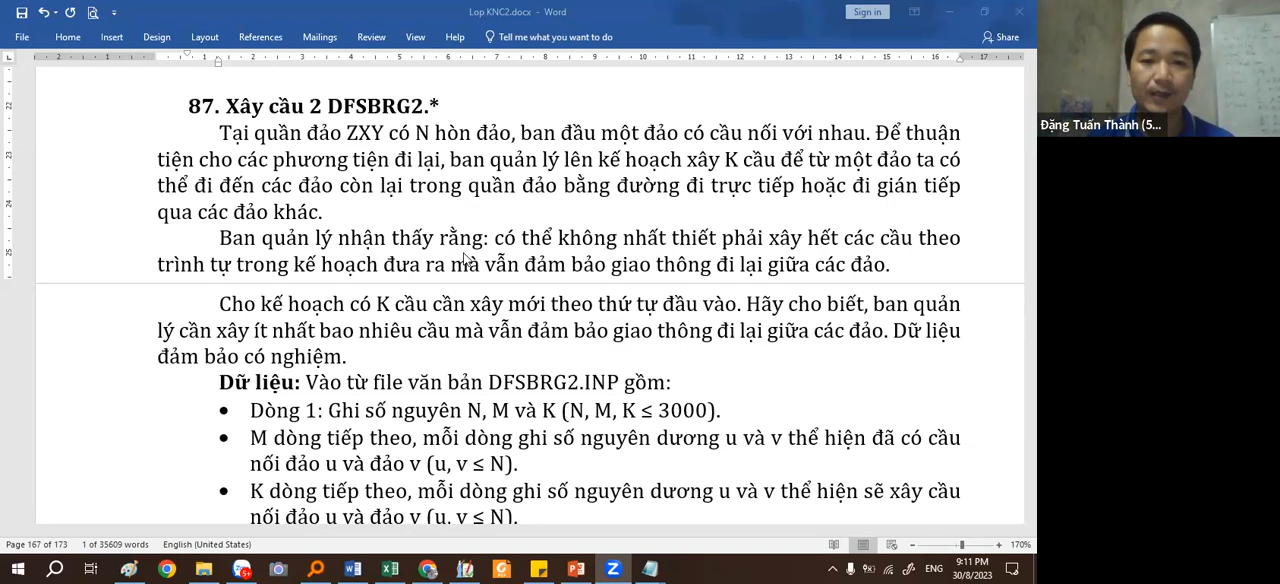 Lop KNC2.docx - Word
Sign in
File Home Insert Design Layout References Mailings Review View Help Tell me what you want to do Share
87. Xây cầu 2 DFSBRG2.*
Tại quần đảo ZXY có N hòn đảo, ban đầu một đảo có cầu nối với nhau. Để thuận
tiện cho các phương tiện đi lại, ban quản lý lên kế hoạch xây K cầu để từ một đảo ta có
thể đi đến các đảo còn lại trong quần đảo bằng đường đi trực tiếp hoặc đi gián tiếp
qua các đảo khác.
Ban quản lý nhận thấy rằng: có thể không nhất thiết phải xây hết các cầu theo
trình tự trong kế hoạch đưa ra mà vẫn đảm bảo giao thông đi lại giữa các đảo.
Cho kế hoạch có K cầu cần xây mới theo thứ tự đầu vào. Hãy cho biết, ban quản
lý cần xây ít nhất bao nhiêu cầu mà vẫn đảm bảo giao thông đi lại giữa các đảo. Dữ liệu
đảm bảo có nghiệm.
Dữ liệu: Vào từ file văn bản DFSBRG2.INP gồm:
• Dòng 1: Ghi số nguyên N, M và K (N, M, K ≤ 3000).
• M dòng tiếp theo, mỗi dòng ghi số nguyên dương u và v thể hiện đã có cầu
nối đảo u và đảo v (u, v ≤ N).
• K dòng tiếp theo, mỗi dòng ghi số nguyên dương u và v thể hiện sẽ xây cầu
nối đảo u và đảo v (u, v ≤ N).
Đặng Tuấn Thành (5...
Page 167 of 173 1 of 35609 words English (United States) 170%
ENG 9:11 PM
30/8/2023